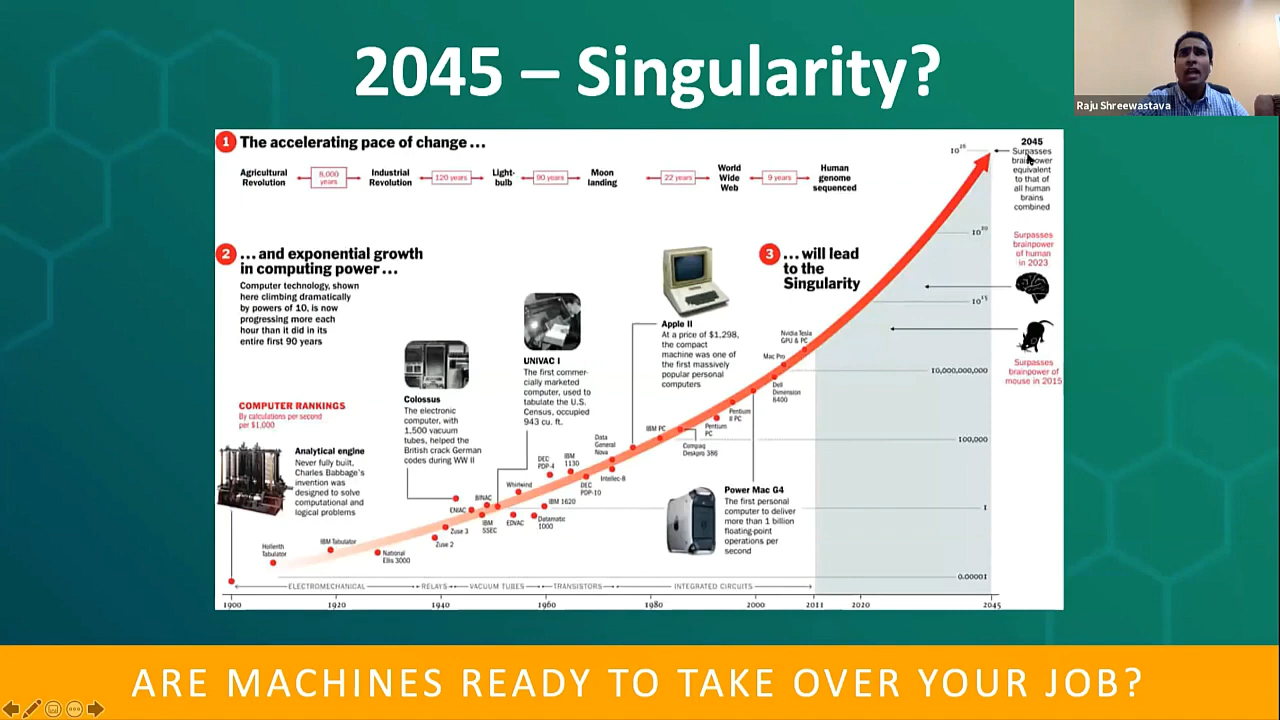 2045 – Singularity?
Raju Shreewastava
1 The accelerating pace of change ...
Agricultural
Revolution
8,000
years
Industrial
Revolution
120 years
Light-
bulb
90 years
Moon
landing
22 years
World
Wide
Web
9 years
Human
genome
sequenced
2 ...and exponential growth
in computing power...
Computer technology, shown
here climbing dramatically
by powers of 10, is now
progressing more each
hour than it did in its
entire first 90 years
COMPUTER RANKINGS
By calculations per second
per $1,000
Analytical engine
Never fully built,
Charles Babbage's
invention was
designed to solve
computational and
logical problems
Colossus
The electronic
computer, with
1,500 vacuum
tubes, helped the
British crack German
codes during WW II
UNIVAC I
The first commer-
cially marketed
computer, used to
tabulate the U.S.
Census, occupied
943 cu. ft.
Apple II
At a price of $1,298,
the compact
machine was one of
the first massively
popular personal
computers
3 ...will lead
to the
Singularity
Power Mac G4
The first personal
computer to deliver
more than 1 billion
floating-point
operations per
second
Hollerith
Tabulator
IBM Tabulator
National
Ellis 3000
Zuse 2
Zuse 3
ENIAC
BINAC
IBM
SSEC
Whirlwind
EDVAC
DEC
PDP-4
IBM
1130
IBM 1620
Datamatic
1000
DEC
PDP-10
Data
General
Nova
Intellec-8
IBM PC
Compaq
Deskpro 386
Pentium
PC
Pentium
II PC
Dell
Dimension
8400
Mac Pro
Nvidia Tesla
GPU & PC
2045
Surpasses
brainpower
equivalent
to that of
all human
brains
combined
Surpasses
brainpower
of human
in 2023
Surpasses
brainpower of
mouse in 2015
10²⁰
10¹⁵
10,000,000,000
100,000
1
0.00001
ELECTROMECHANICAL
RELAYS
VACUUM TUBES
TRANSISTORS
INTEGRATED CIRCUITS
1900
1920
1940
1960
1980
2000
2011
2020
2045
ARE MACHINES READY TO TAKE OVER YOUR JOB?